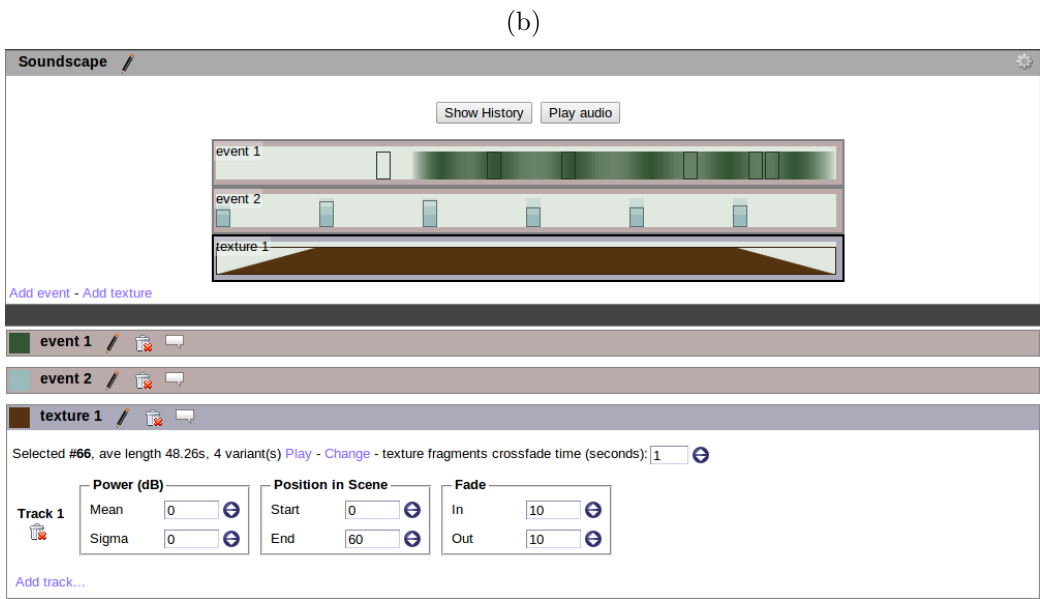 (b)
Soundscape
Show History Play audio
event 1
event 2
texture 1
Add event - Add texture
event 1
event 2
texture 1
Selected #66, ave length 48.26s, 4 variant(s) Play - Change - texture fragments crossfade time (seconds): 1
Power (dB) Position in Scene Fade
Track 1 Mean 0 Start 0 In 10
Sigma 0 End 60 Out 10
Add track...